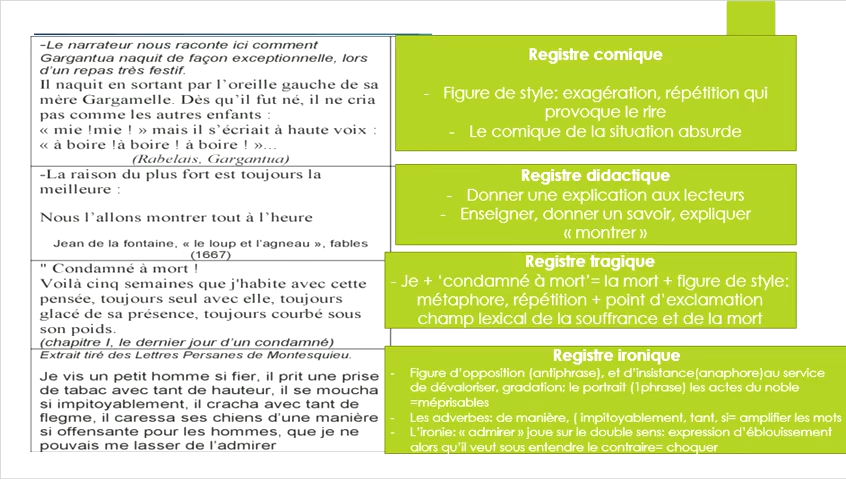 -Le narrateur nous raconte ici comment
Gargantua naquit de façon exceptionnelle, lors
d'un repas très festif.
Il naquit en sortant par l'oreille gauche de sa
mère Gargamelle. Dès qu'il fut né, il ne cria
pas comme les autres enfants :
« mie !mie ! » mais il s'écriait à haute voix :
« à boire !à boire ! à boire ! »...
(Rabelais, Gargantua)
Registre comique
- Figure de style: exagération, répétition qui
provoque le rire
- Le comique de la situation absurde
-La raison du plus fort est toujours la
meilleure :
Nous l'allons montrer tout à l'heure
Jean de la fontaine, « le loup et l'agneau », fables
(1667)
Registre didactique
- Donner une explication aux lecteurs
- Enseigner, donner un savoir, expliquer
« montrer »
" Condamné à mort !
Voilà cinq semaines que j'habite avec cette
pensée, toujours seul avec elle, toujours
glacé de sa présence, toujours courbé sous
son poids.
(chapitre I, le dernier jour d'un condamné)
Registre tragique
- Je + 'condamné à mort'= la mort + figure de style:
métaphore, répétition + point d'exclamation
champ lexical de la souffrance et de la mort
Extrait tiré des Lettres Persanes de Montesquieu.
Je vis un petit homme si fier, il prit une prise
de tabac avec tant de hauteur, il se moucha
si impitoyablement, il cracha avec tant de
flegme, il caressa ses chiens d'une manière
si offensante pour les hommes, que je ne
pouvais me lasser de l'admirer
Registre ironique
- Figure d'opposition (antiphrase), et d'insistance(anaphore)au service
de dévaloriser, gradation; le portrait (1phrase) les actes du noble
=méprisables
- Les adverbes: de manière, ( impitoyablement, tant, si= amplifier les mots
- L'ironie: « admirer » joue sur le double sens: expression d'éblouissement
alors qu'il veut sous entendre le contraire= choquer